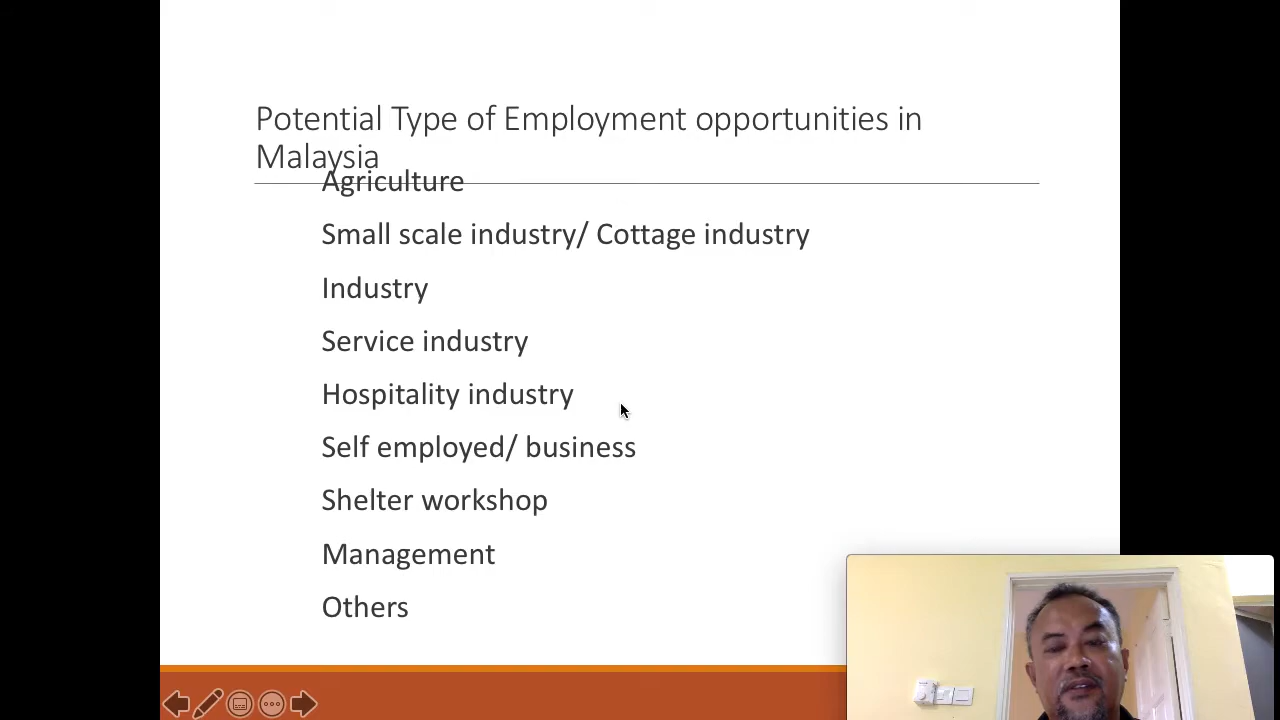 Potential Type of Employment opportunities in
Malaysia
Agriculture
Small scale industry/ Cottage industry
Industry
Service industry
Hospitality industry
Self employed/ business
Shelter workshop
Management
Others